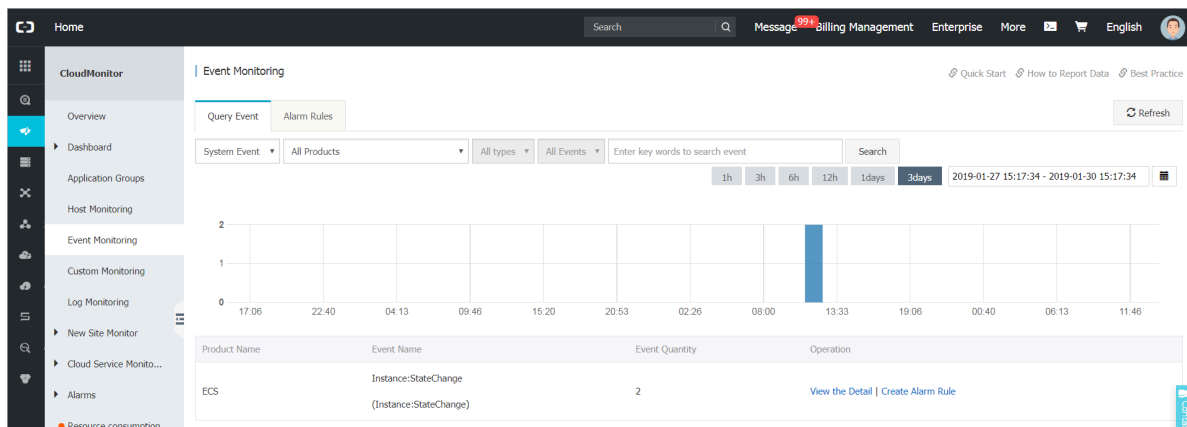 Home
Search
Message 99+ Billing Management Enterprise More English
CloudMonitor
Overview
Dashboard
Application Groups
Host Monitoring
Event Monitoring
Custom Monitoring
Log Monitoring
New Site Monitor
Cloud Service Monito...
Alarms
Resource consumption
Event Monitoring
Quick Start How to Report Data Best Practice
Query Event Alarm Rules Refresh
System Event All Products All types All Events Enter key words to search event Search
1h 3h 6h 12h 1days 3days 2019-01-27 15:17:34 - 2019-01-30 15:17:34
2
1
0
17:06 22:40 04:13 09:46 15:20 20:53 02:26 08:00 13:33 19:06 00:40 06:13 11:46
Product Name Event Name Event Quantity Operation
ECS Instance:StateChange 2 View the Detail | Create Alarm Rule
(Instance:StateChange)